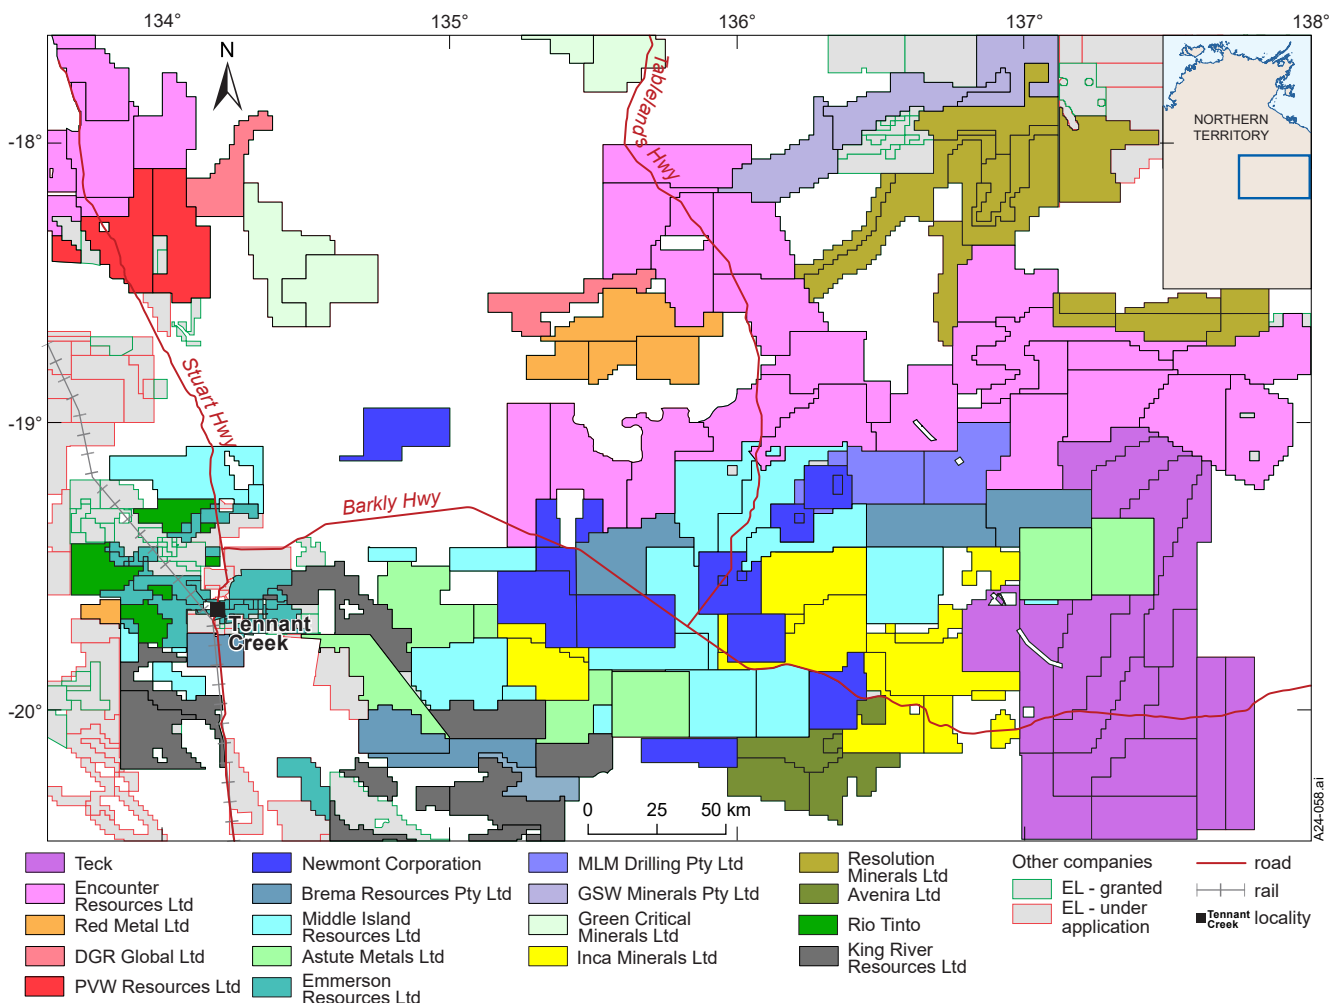 134°
135°
136°
137°
138°
N
-18°
-19°
-20°
Tablelands Hwy
Stuart Hwy
Barkly Hwy
NORTHERN
TERRITORY
Tennant
Creek
0 25 50 km
A24-058.ai
Teck
Encounter
Resources Ltd
Red Metal Ltd
DGR Global Ltd
PVW Resources Ltd
Newmont Corporation
Brema Resources Pty Ltd
Middle Island
Resources Ltd
Astute Metals Ltd
Emmerson
Resources Ltd
MLM Drilling Pty Ltd
GSW Minerals Pty Ltd
Green Critical
Minerals Ltd
Inca Minerals Ltd
Resolution
Minerals Ltd
Avenira Ltd
Rio Tinto
King River
Resources Ltd
Other companies
EL - granted
EL - under
application
road
rail
Tennant
Creek
locality